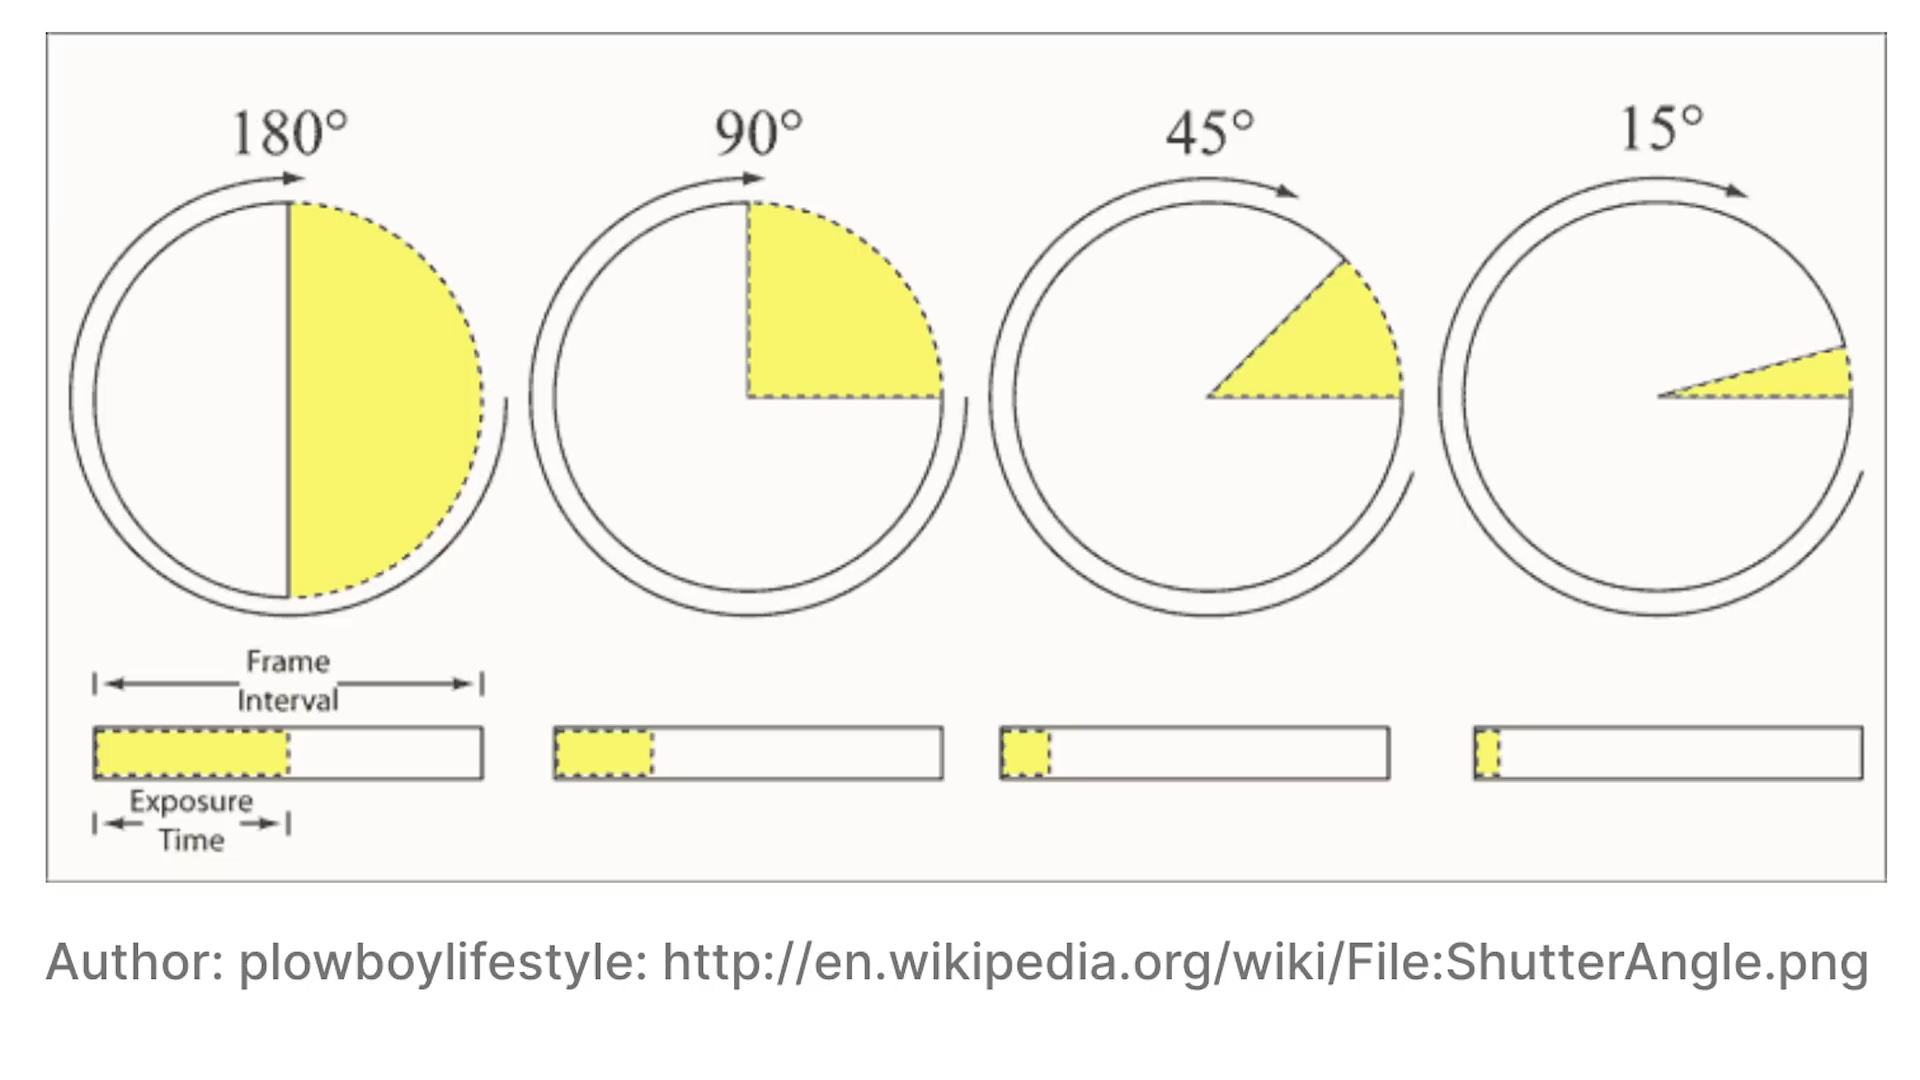 180°
90°
45°
15°
Frame
Interval
Exposure
Time
Author: plowboylifestyle: http://en.wikipedia.org/wiki/File:ShutterAngle.png